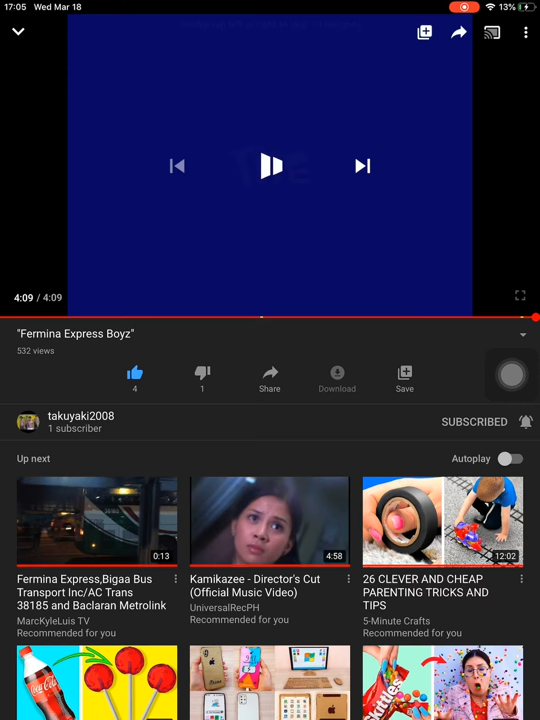 17:05 Wed Mar 18
13%
4:09 / 4:09
"Fermina Express Boyz"
532 views
4
1
Share
Download
Save
takuyaki2008
1 subscriber
SUBSCRIBED
Up next
Autoplay
0:13
4:58
12:02
Fermina Express,Bigaa Bus
Transport Inc/AC Trans
38185 and Baclaran Metrolink
MarcKyleLuis TV
Recommended for you
Kamikazee - Director's Cut
(Official Music Video)
UniversalRecPH
Recommended for you
26 CLEVER AND CHEAP
PARENTING TRICKS AND
TIPS
5-Minute Crafts
Recommended for you
Coca-Cola
Skittles